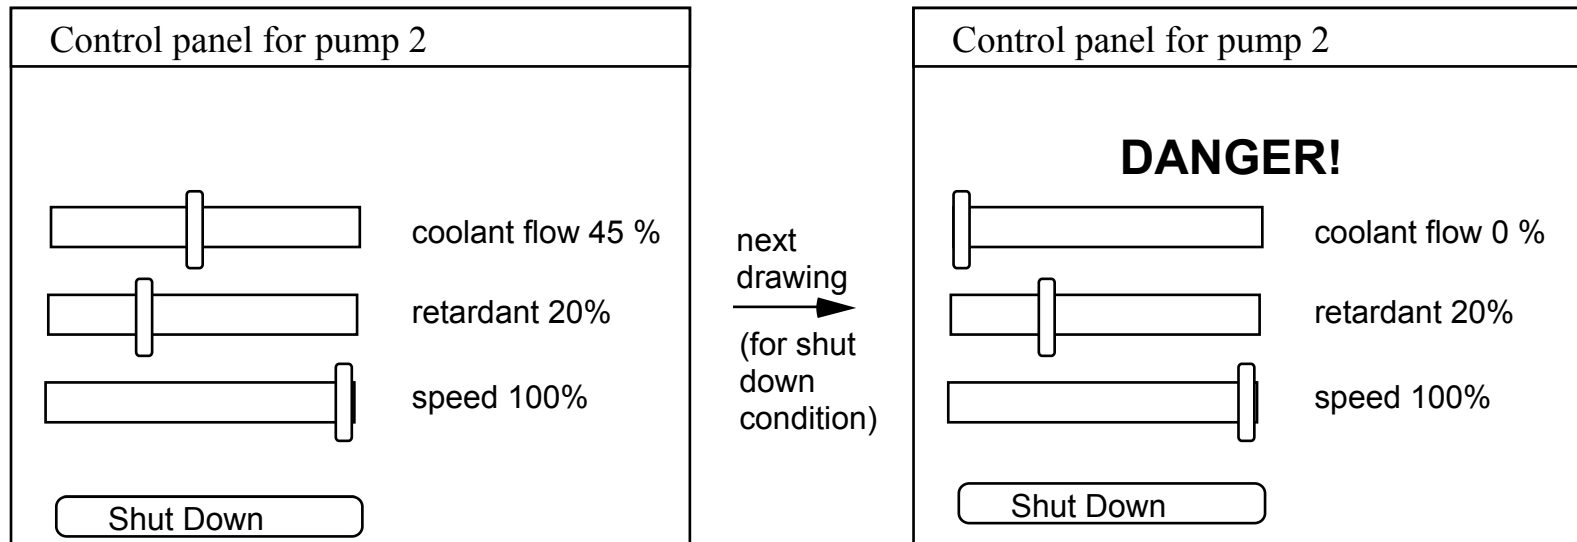 Control panel for pump 2
coolant flow 45 %
retardant 20%
speed 100%
Shut Down
next
drawing
(for shut
down
condition)
Control panel for pump 2
DANGER!
coolant flow 0 %
retardant 20%
speed 100%
Shut Down